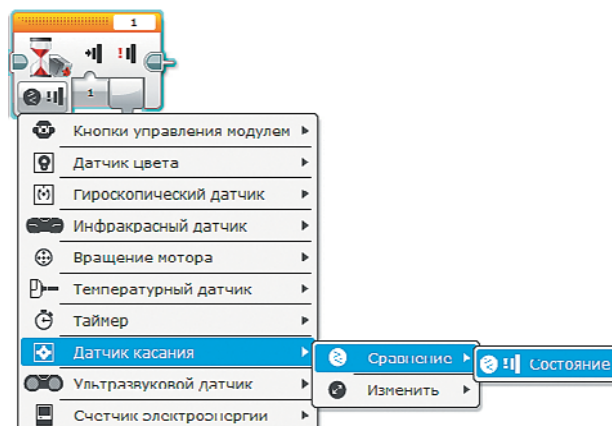 1
1
Кнопки управления модулем
Датчик цвета
Гироскопический датчик
Инфракрасный датчик
Вращение мотора
Температурный датчик
Таймер
Датчик касания
Сравнение
Состояние
Ультразвуковой датчик
Изменить
Счетчик электроэнергии